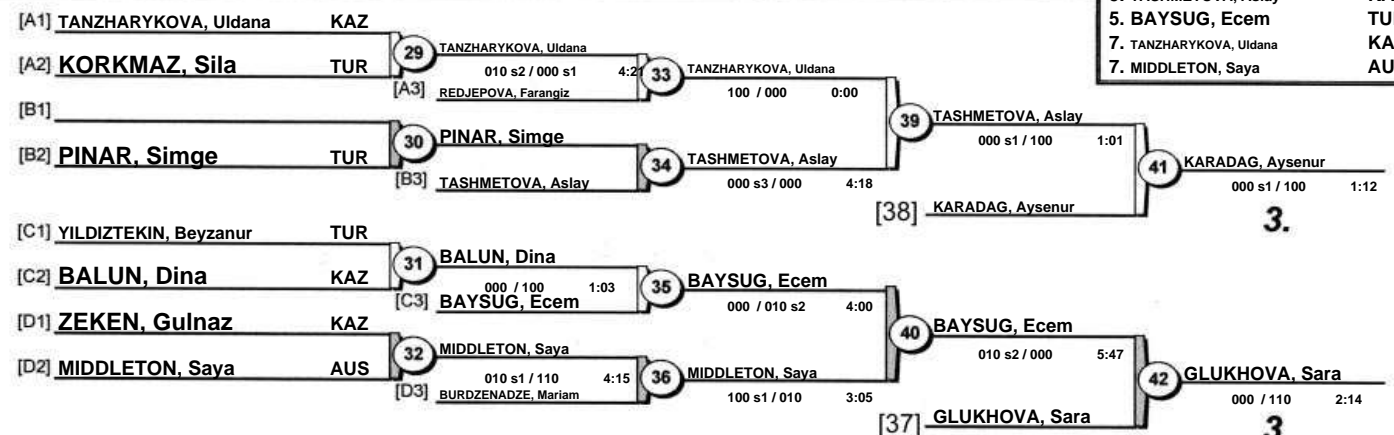 5. BAYSUG, Ecem
7. TANZHARYKOVA, Uldana
7. MIDDLETON, Saya AU
[A1] TANZHARYKOVA, Uldana KAZ
[A2] KORKMAZ, Sila TUR
29 TANZHARYKOVA, Uldana
010 s2 / 000 s1 4:21
[A3] REDJEPOVA, Farangiz
33 TANZHARYKOVA, Uldana
100 / 000 0:00
[B1]
[B2] PINAR, Simge TUR
30 PINAR, Simge
[B3] TASHMETOVA, Aslay
34 TASHMETOVA, Aslay
000 s3 / 000 4:18
39 TASHMETOVA, Aslay
000 s1 / 100 1:01
[38] KARADAG, Aysenur
41 KARADAG, Aysenur
000 s1 / 100 1:12
3.
[C1] YILDIZTEKIN, Beyzanur TUR
[C2] BALUN, Dina KAZ
31 BALUN, Dina
000 / 100 1:03
[C3] BAYSUG, Ecem
35 BAYSUG, Ecem
000 / 010 s2 4:00
[D1] ZEKEN, Gulnaz KAZ
[D2] MIDDLETON, Saya AUS
32 MIDDLETON, Saya
010 s1 / 110 4:15
[D3] BURDZENADZE, Mariam
36 MIDDLETON, Saya
100 s1 / 010 3:05
40 BAYSUG, Ecem
010 s2 / 000 5:47
[37] GLUKHOVA, Sara
42 GLUKHOVA, Sara
000 / 110 2:14
3